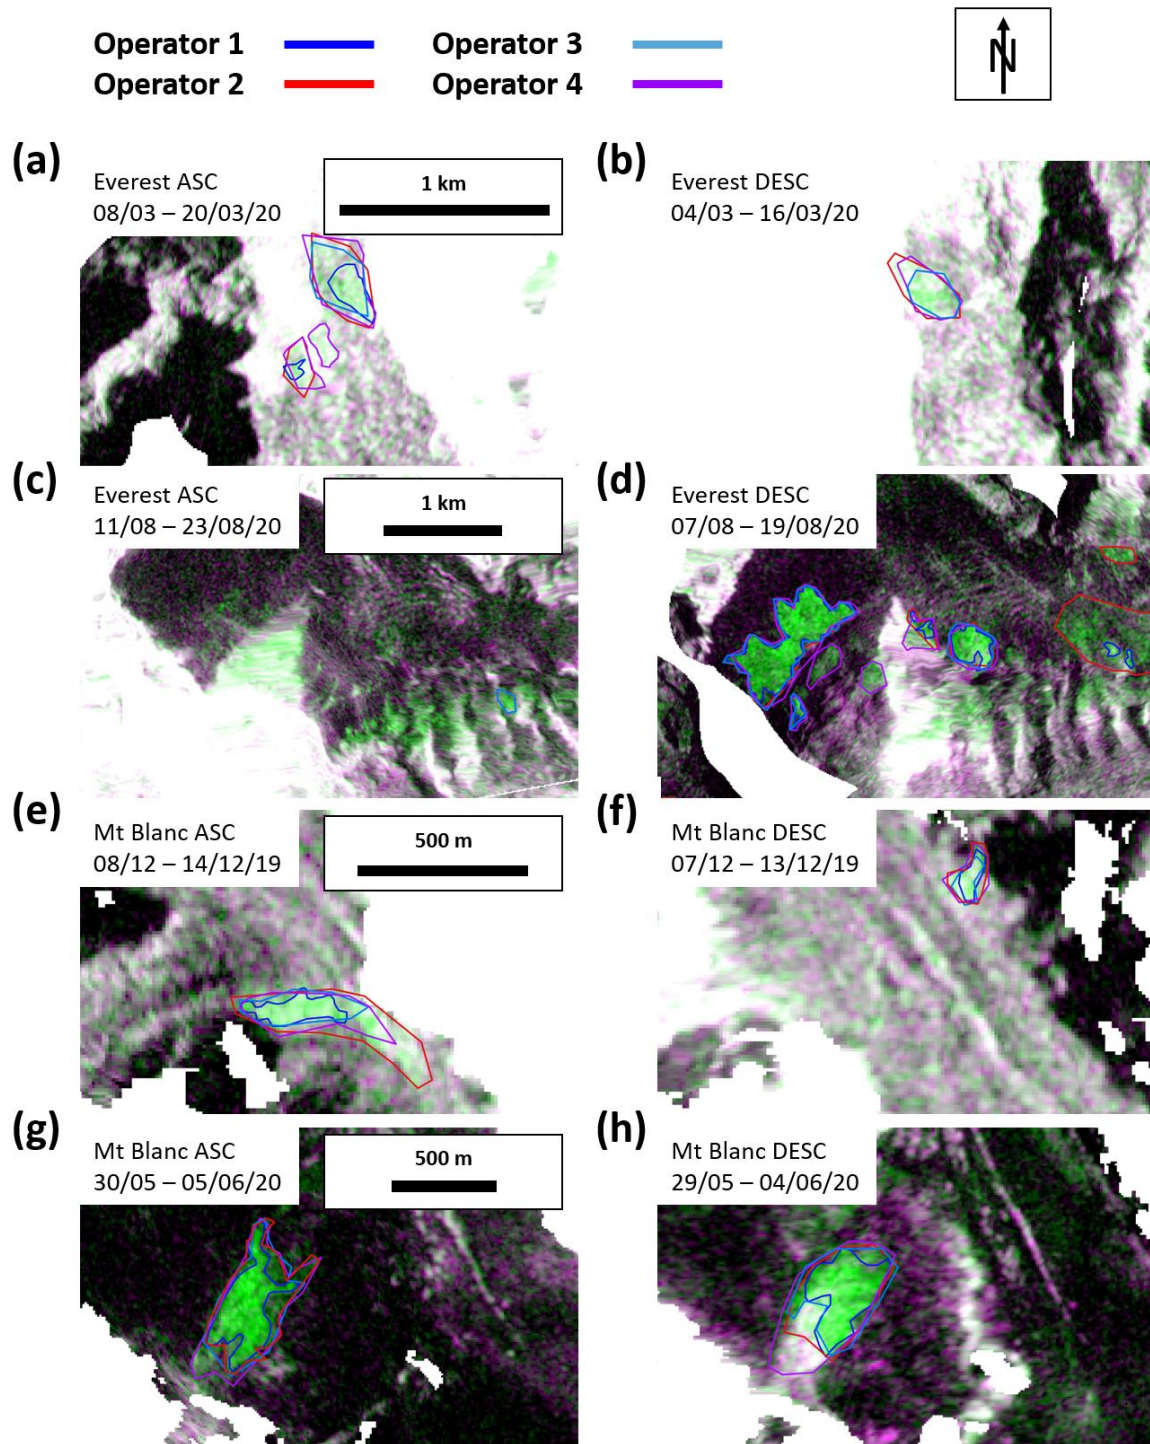 Operator 1
Operator 3
Operator 2
Operator 4
N
(a)
Everest ASC
08/03 – 20/03/20
1 km
(b)
Everest DESC
04/03 – 16/03/20
(c)
Everest ASC
11/08 – 23/08/20
1 km
(d)
Everest DESC
07/08 – 19/08/20
(e)
Mt Blanc ASC
08/12 – 14/12/19
500 m
(f)
Mt Blanc DESC
07/12 – 13/12/19
(g)
Mt Blanc ASC
30/05 – 05/06/20
500 m
(h)
Mt Blanc DESC
29/05 – 04/06/20